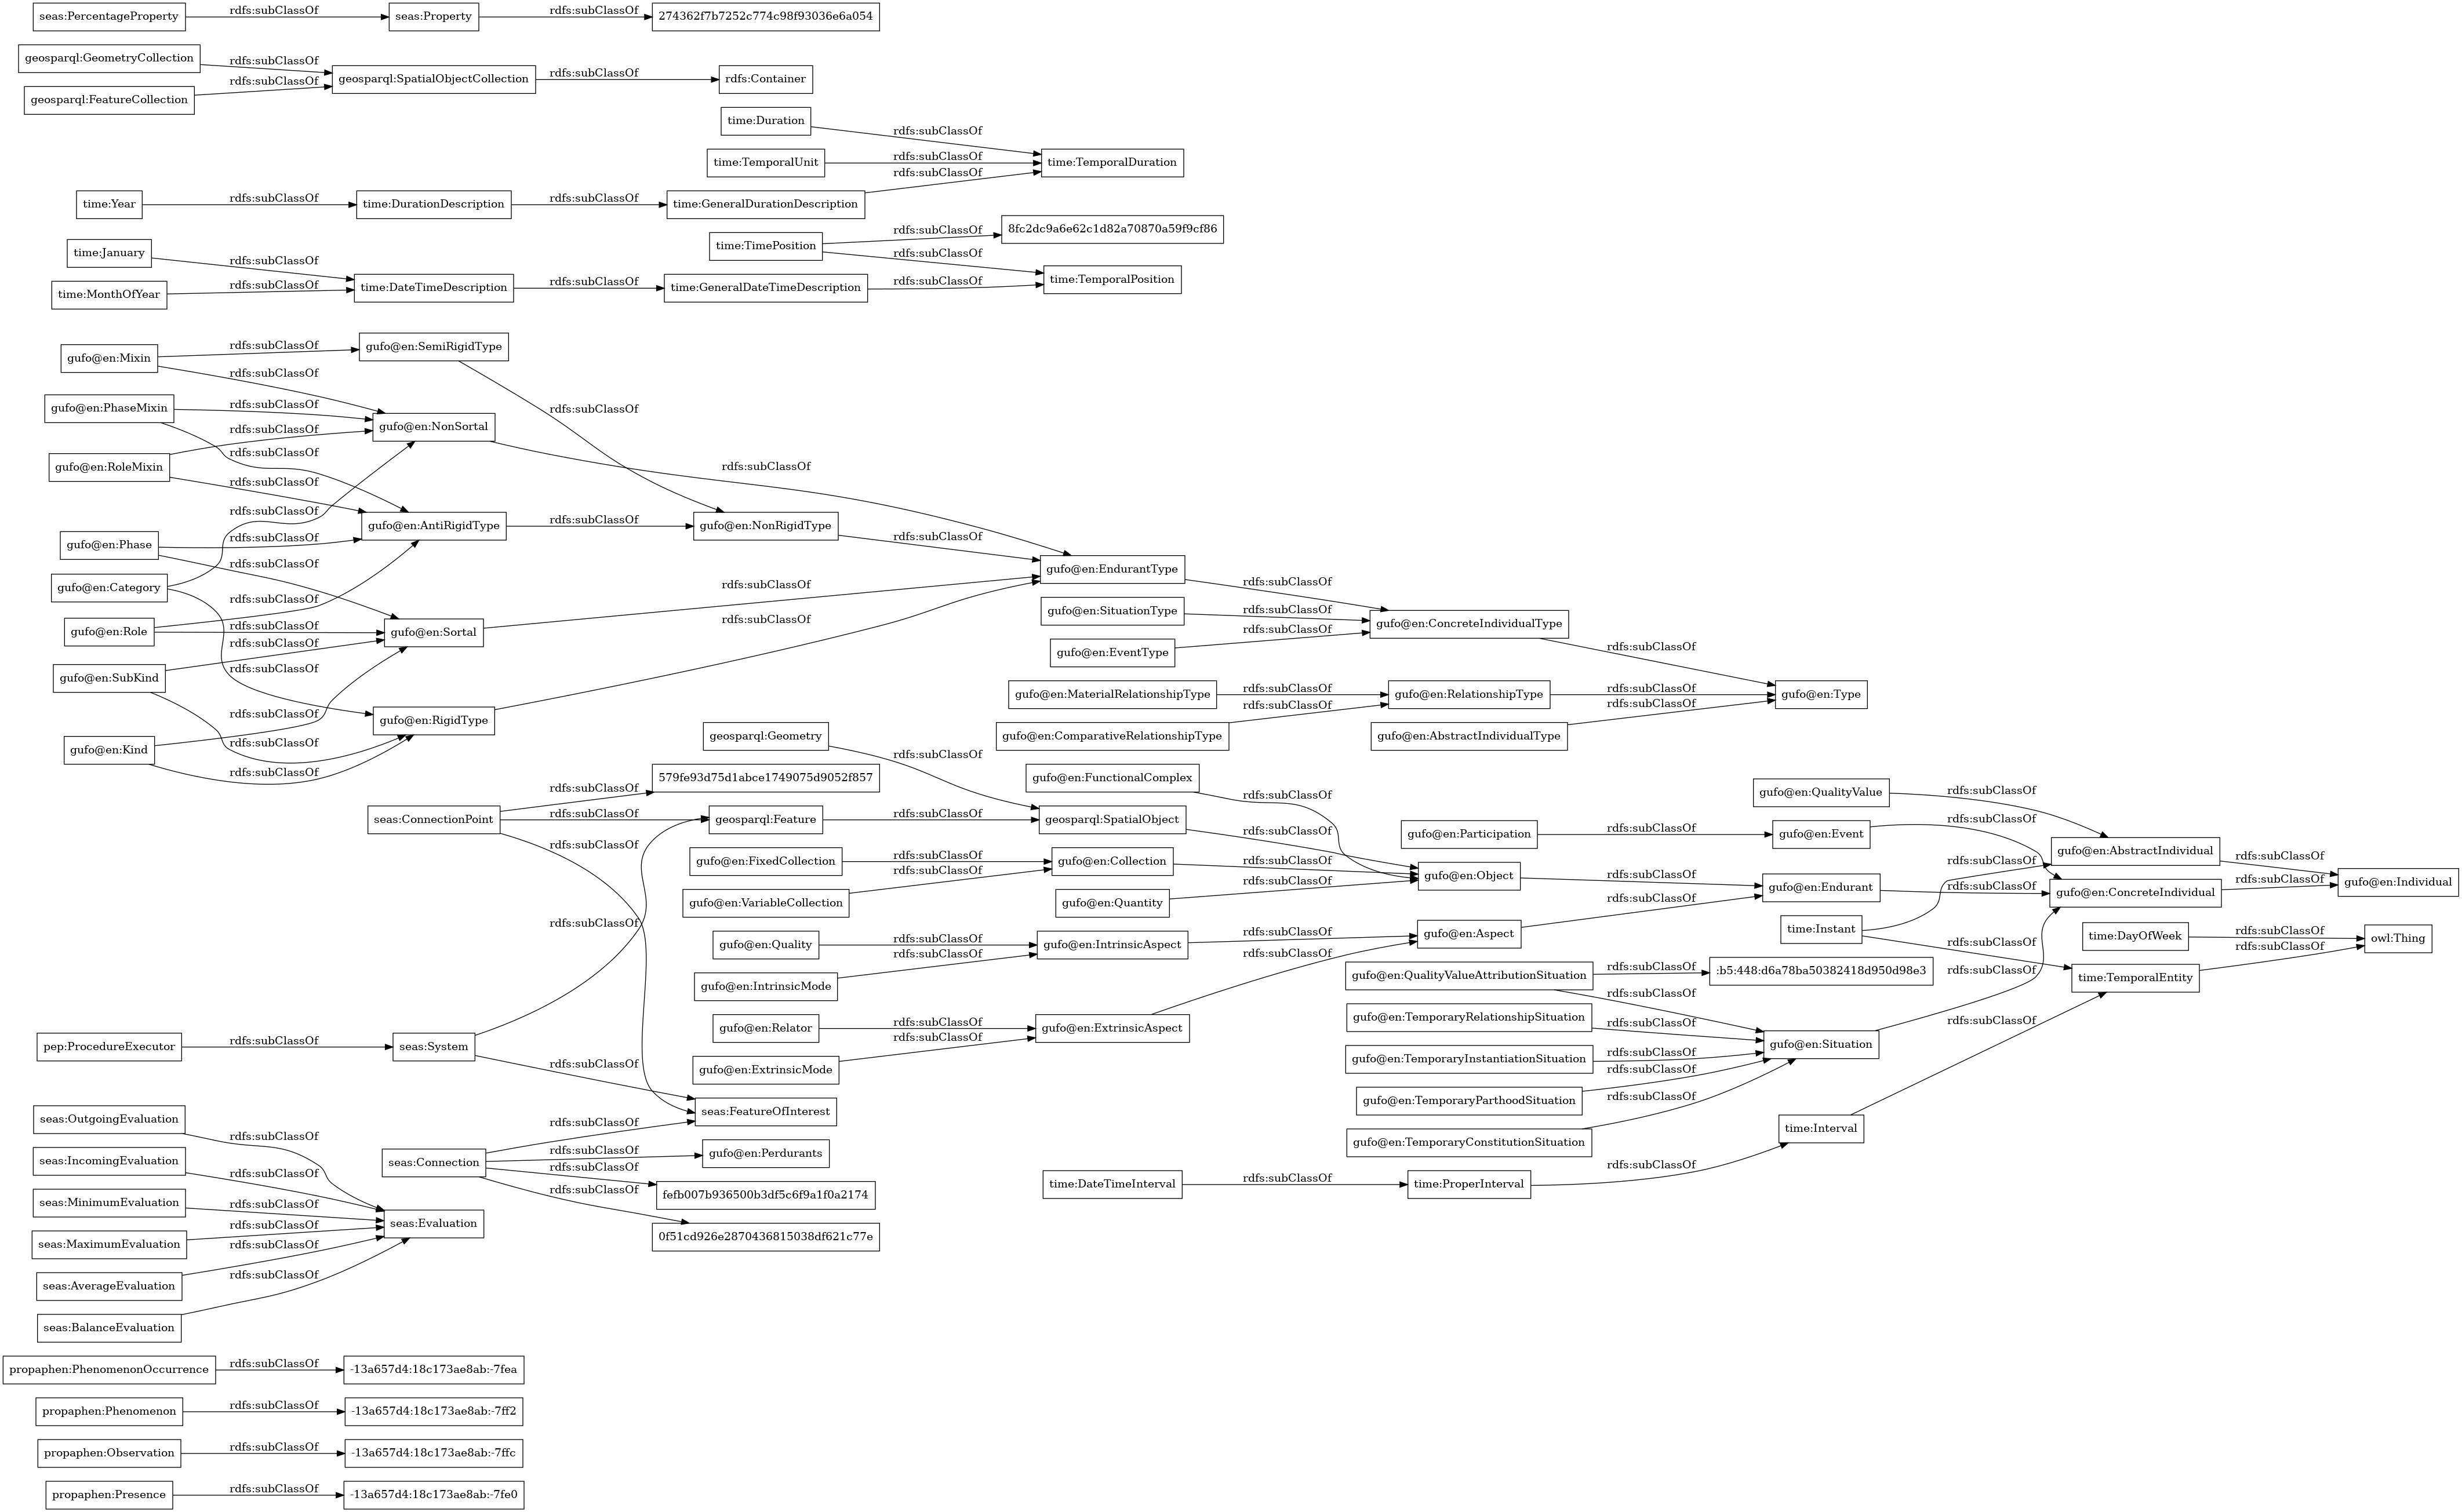 seas:PercentageProperty
rdfs:subClassOf
seas:Property
rdfs:subClassOf
274362f7b7252c774c98f93036e6a054
geosparql:GeometryCollection
rdfs:subClassOf
geosparql:FeatureCollection
rdfs:subClassOf
geosparql:SpatialObjectCollection
rdfs:subClassOf
rdfs:Container
time:Duration
rdfs:subClassOf
time:TemporalUnit
rdfs:subClassOf
time:TemporalDuration
time:Year
rdfs:subClassOf
time:DurationDescription
rdfs:subClassOf
time:GeneralDurationDescription
rdfs:subClassOf
time:TimePosition
rdfs:subClassOf
8fc2dc9a6e62c1d82a70870a59f9cf86
rdfs:subClassOf
time:January
rdfs:subClassOf
time:MonthOfYear
rdfs:subClassOf
time:DateTimeDescription
rdfs:subClassOf
time:GeneralDateTimeDescription
rdfs:subClassOf
time:TemporalPosition
gufo@en:Mixin
rdfs:subClassOf
gufo@en:SemiRigidType
rdfs:subClassOf
rdfs:subClassOf
gufo@en:PhaseMixin
rdfs:subClassOf
gufo@en:NonSortal
rdfs:subClassOf
rdfs:subClassOf
rdfs:subClassOf
gufo@en:RoleMixin
rdfs:subClassOf
rdfs:subClassOf
gufo@en:AntiRigidType
rdfs:subClassOf
gufo@en:NonRigidType
rdfs:subClassOf
gufo@en:Phase
rdfs:subClassOf
rdfs:subClassOf
gufo@en:Category
rdfs:subClassOf
gufo@en:Role
rdfs:subClassOf
gufo@en:Sortal
rdfs:subClassOf
rdfs:subClassOf
rdfs:subClassOf
gufo@en:SubKind
rdfs:subClassOf
gufo@en:RigidType
rdfs:subClassOf
gufo@en:Kind
rdfs:subClassOf
rdfs:subClassOf
gufo@en:EndurantType
rdfs:subClassOf
gufo@en:SituationType
rdfs:subClassOf
gufo@en:ConcreteIndividualType
rdfs:subClassOf
gufo@en:EventType
rdfs:subClassOf
gufo@en:MaterialRelationshipType
rdfs:subClassOf
gufo@en:RelationshipType
rdfs:subClassOf
gufo@en:Type
gufo@en:ComparativeRelationshipType
rdfs:subClassOf
gufo@en:AbstractIndividualType
rdfs:subClassOf
geosparql:Geometry
rdfs:subClassOf
579fe93d75d1abce1749075d9052f857
rdfs:subClassOf
gufo@en:FunctionalComplex
rdfs:subClassOf
seas:ConnectionPoint
rdfs:subClassOf
geosparql:Feature
rdfs:subClassOf
geosparql:SpatialObject
rdfs:subClassOf
rdfs:subClassOf
gufo@en:FixedCollection
rdfs:subClassOf
gufo@en:Collection
rdfs:subClassOf
gufo@en:Object
rdfs:subClassOf
gufo@en:VariableCollection
rdfs:subClassOf
gufo@en:Quantity
rdfs:subClassOf
gufo@en:QualityValue
rdfs:subClassOf
gufo@en:Participation
rdfs:subClassOf
gufo@en:Event
rdfs:subClassOf
gufo@en:AbstractIndividual
rdfs:subClassOf
rdfs:subClassOf
gufo@en:Endurant
rdfs:subClassOf
gufo@en:ConcreteIndividual
rdfs:subClassOf
gufo@en:Individual
rdfs:subClassOf
gufo@en:Quality
rdfs:subClassOf
gufo@en:IntrinsicAspect
rdfs:subClassOf
gufo@en:Aspect
rdfs:subClassOf
time:Instant
rdfs:subClassOf
time:DayOfWeek
rdfs:subClassOf
owl:Thing
rdfs:subClassOf
gufo@en:IntrinsicMode
rdfs:subClassOf
rdfs:subClassOf
gufo@en:QualityValueAttributionSituation
rdfs:subClassOf
:b5:448:d6a78ba50382418d950d98e3
rdfs:subClassOf
time:TemporalEntity
rdfs:subClassOf
gufo@en:Relator
rdfs:subClassOf
gufo@en:ExtrinsicAspect
gufo@en:TemporaryRelationshipSituation
rdfs:subClassOf
rdfs:subClassOf
pep:ProcedureExecutor
rdfs:subClassOf
seas:System
rdfs:subClassOf
gufo@en:ExtrinsicMode
rdfs:subClassOf
gufo@en:TemporaryInstantiationSituation
rdfs:subClassOf
gufo@en:Situation
gufo@en:TemporaryParthoodSituation
rdfs:subClassOf
gufo@en:TemporaryConstitutionSituation
rdfs:subClassOf
time:Interval
seas:OutgoingEvaluation
rdfs:subClassOf
seas:FeatureOfInterest
rdfs:subClassOf
seas:IncomingEvaluation
rdfs:subClassOf
seas:Connection
rdfs:subClassOf
gufo@en:Perdurants
rdfs:subClassOf
fefb007b936500b3df5c6f9a1f0a2174
rdfs:subClassOf
0f51cd926e2870436815038df621c77e
time:DateTimeInterval
rdfs:subClassOf
time:ProperInterval
rdfs:subClassOf
seas:MinimumEvaluation
rdfs:subClassOf
seas:Evaluation
seas:MaximumEvaluation
rdfs:subClassOf
seas:AverageEvaluation
rdfs:subClassOf
seas:BalanceEvaluation
rdfs:subClassOf
propaphen:PhenomenonOccurrence
rdfs:subClassOf
-13a657d4:18c173ae8ab:-7fea
propaphen:Phenomenon
rdfs:subClassOf
-13a657d4:18c173ae8ab:-7ff2
propaphen:Observation
rdfs:subClassOf
-13a657d4:18c173ae8ab:-7ffc
propaphen:Presence
rdfs:subClassOf
-13a657d4:18c173ae8ab:-7fe0